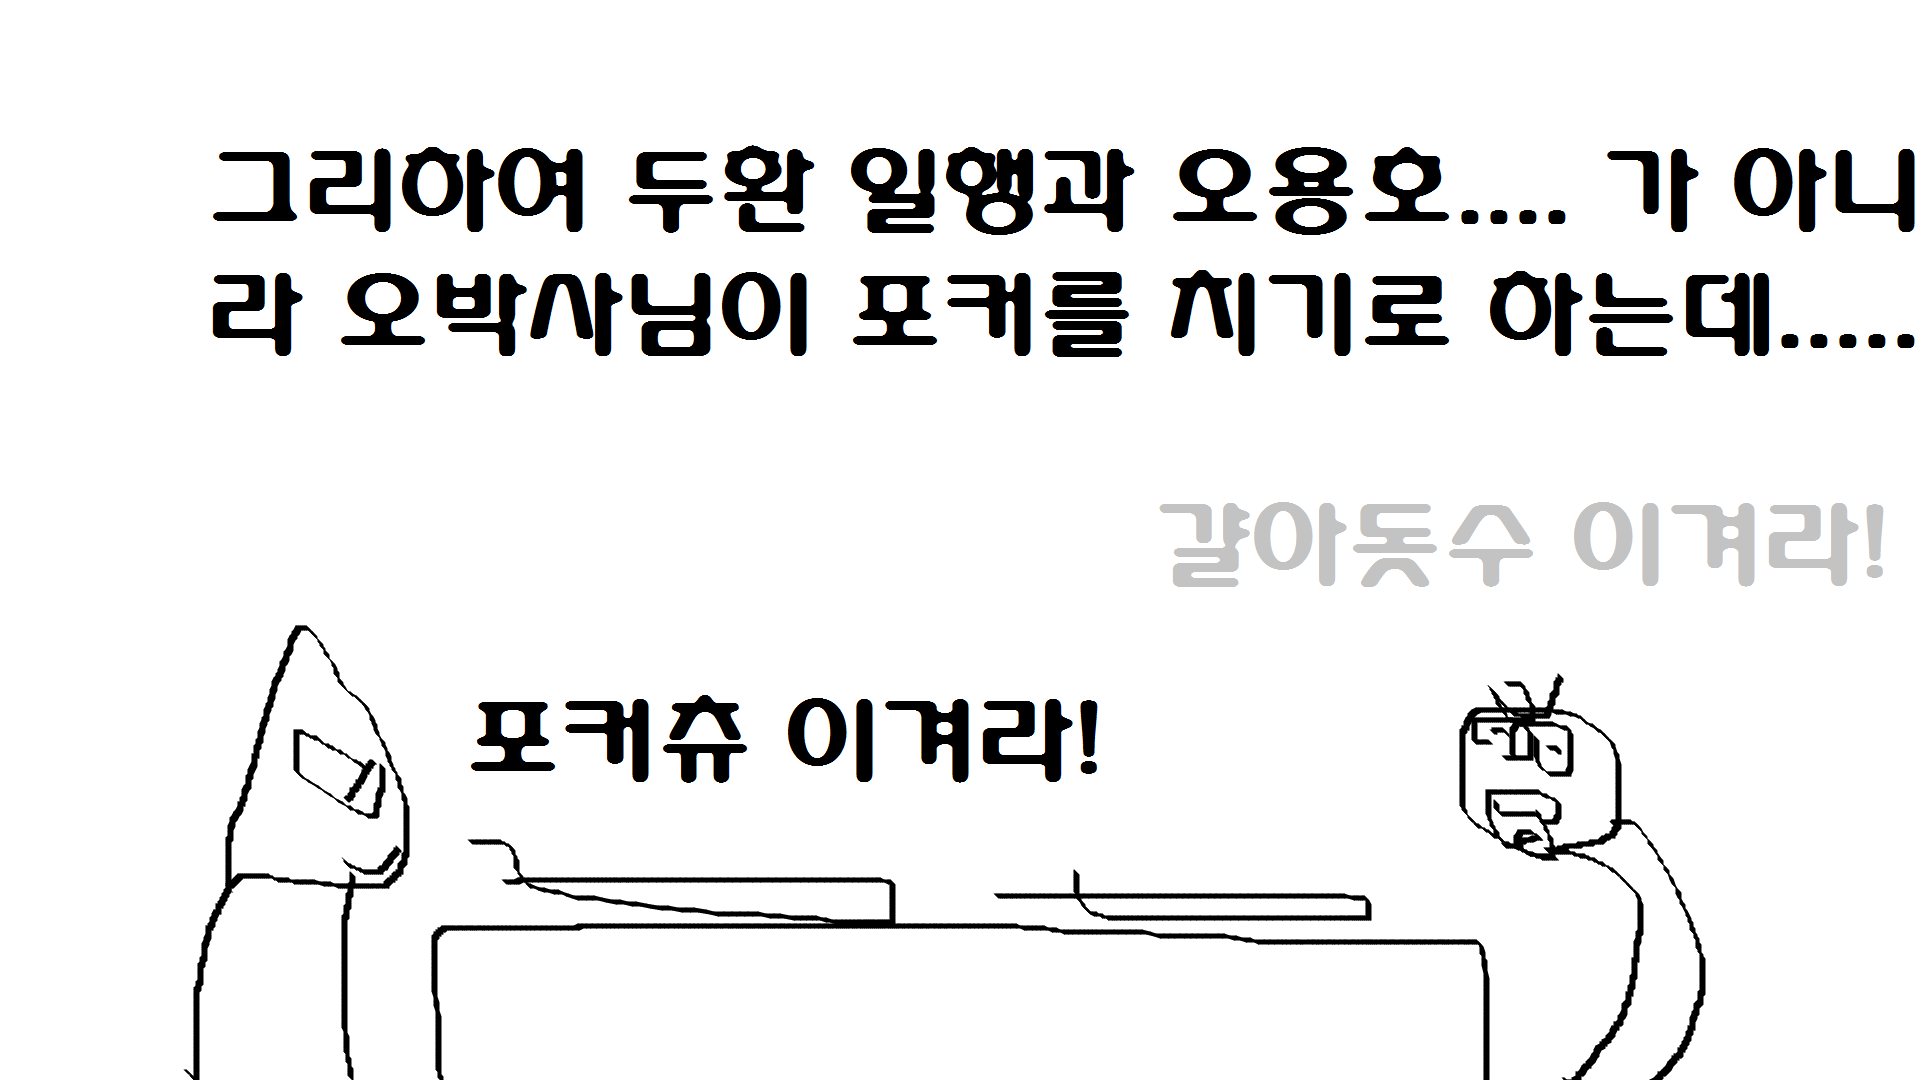 그리하여 두환 일행과 오용호.... 가 아니
라 오박사님이 포커를 치기로 하는데.....
걀아돗수 이겨라!
포커츄 이겨라!